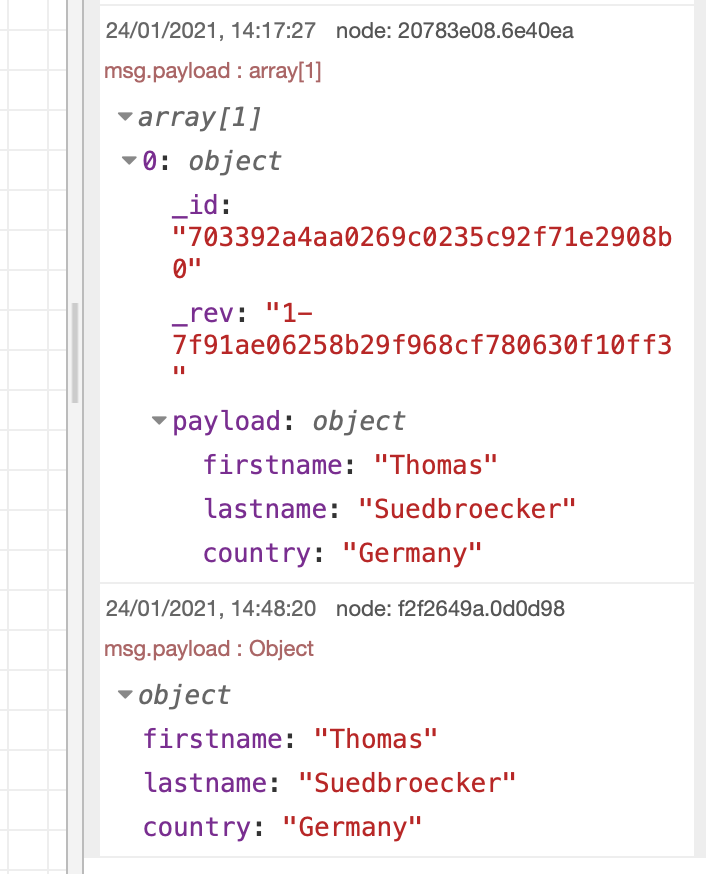 24/01/2021, 14:17:27 node: 20783e08.6e40ea
msg.payload : array[1]
array[1]
0: object
_id:
"703392a4aa0269c0235c92f71e2908b
0"
_rev: "1-
7f91ae06258b29f968cf780630f10ff3
"
payload: object
firstname: "Thomas"
lastname: "Suedbroecker"
country: "Germany"
24/01/2021, 14:48:20 node: f2f2649a.0d0d98
msg.payload : Object
object
firstname: "Thomas"
lastname: "Suedbroecker"
country: "Germany"